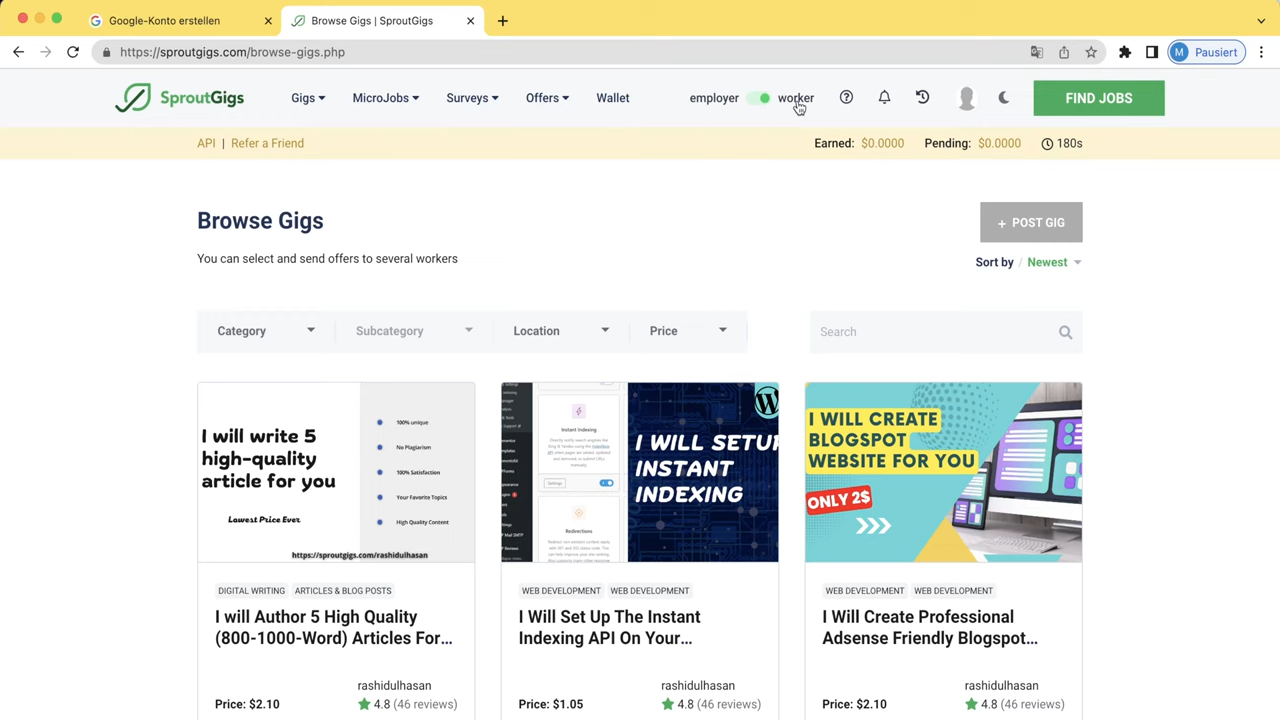 Google-Konto erstellen
Browse Gigs | SproutGigs
https://sproutgigs.com/browse-gigs.php
M Pausiert
SproutGigs
Gigs
MicroJobs
Surveys
Offers
Wallet
employer
worker
FIND JOBS
API | Refer a Friend
Earned: $0.0000
Pending: $0.0000
180s
Browse Gigs
+ POST GIG
You can select and send offers to several workers
Sort by / Newest
Category
Subcategory
Location
Price
Search
I will write 5
high-quality
article for you
Lawest Price Ever
100% unique
No Plagiarism
100% Satisfaction
Your Favorite Topics
High Quality Content
https://sproutgigs.com/rashidulhasan
DIGITAL WRITING
ARTICLES & BLOG POSTS
I will Author 5 High Quality
(800-1000-Word) Articles For...
rashidulhasan
Price: $2.10
4.8 (46 reviews)
Instant Indexing
Settings
Redirections
I WILL SETUP
INSTANT
INDEXING
WEB DEVELOPMENT
WEB DEVELOPMENT
I Will Set Up The Instant
Indexing API On Your...
rashidulhasan
Price: $1.05
4.8 (46 reviews)
I WILL CREATE
BLOGSPOT
WEBSITE FOR YOU
ONLY 2$
WEB DEVELOPMENT
WEB DEVELOPMENT
I Will Create Professional
Adsense Friendly Blogspot...
rashidulhasan
Price: $2.10
4.8 (46 reviews)